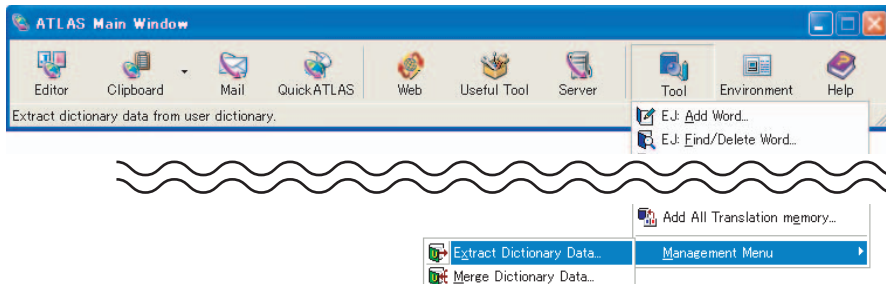 ATLAS Main Window
Editor Clipboard Mail QuickATLAS Web Useful Tool Server Tool Environment Help
Extract dictionary data from user dictionary.
EJ: Add Word...
EJ: Find/Delete Word...
Add All Translation memory...
Extract Dictionary Data... Management Menu
Merge Dictionary Data...